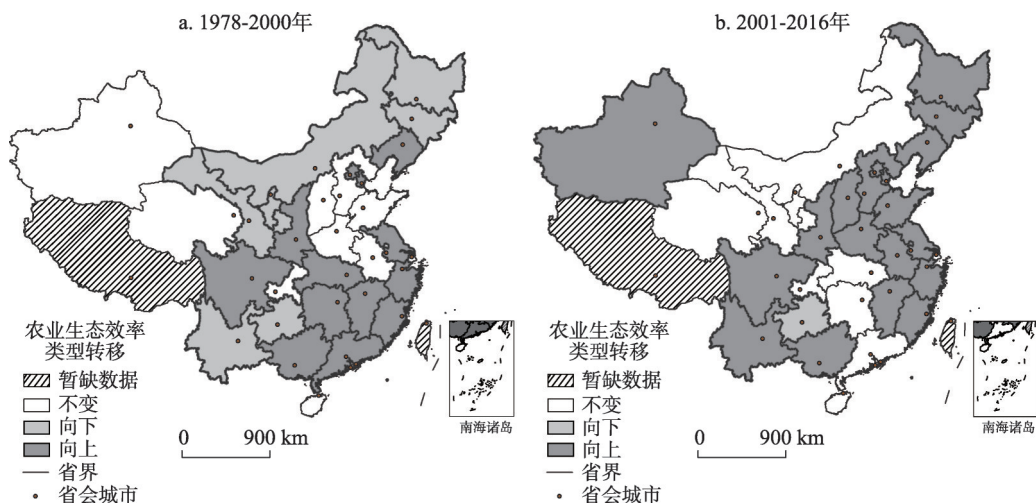 a. 1978-2000年
农业生态效率
类型转移
暂缺数据
不变
向下
向上
省界
省会城市
0 900 km
南海诸岛
b. 2001-2016年
农业生态效率
类型转移
暂缺数据
不变
向下
向上
省界
省会城市
0 900 km
南海诸岛